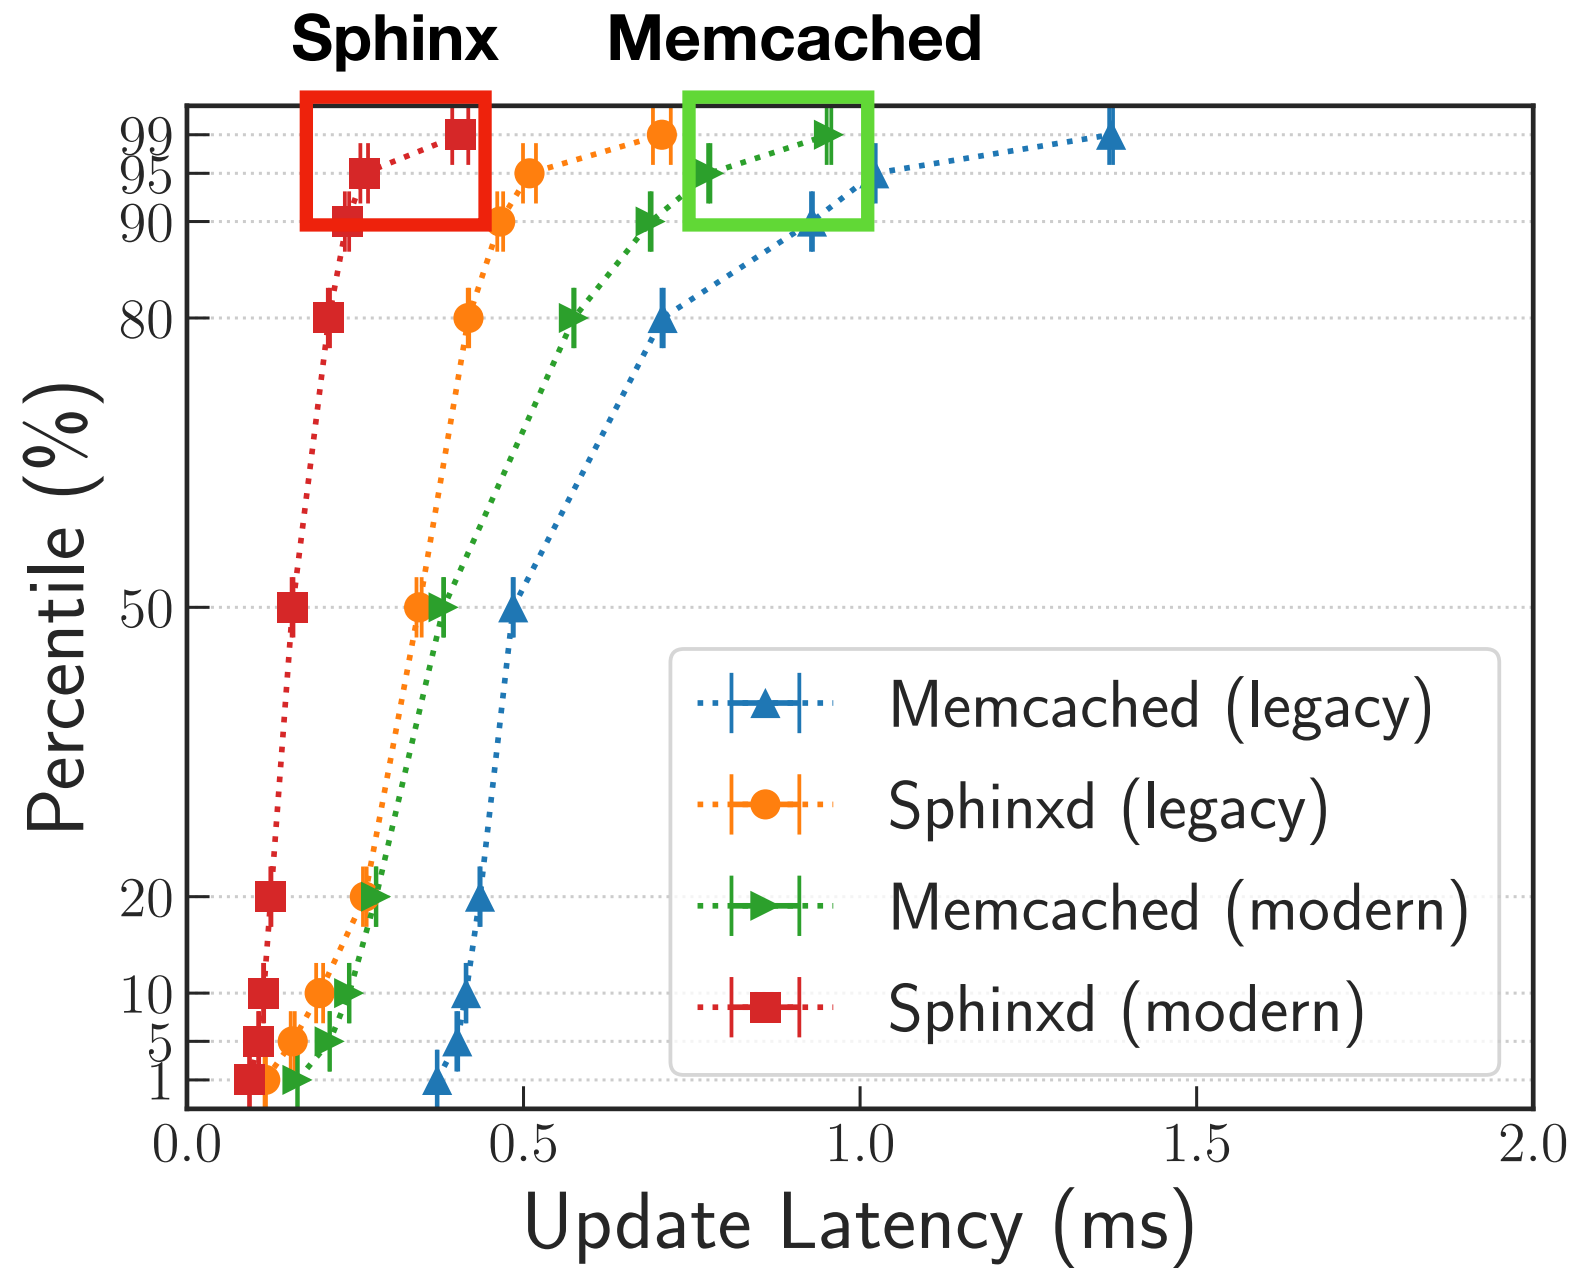 Sphinx Memcached
Percentile (%)
99
95
90
80
50
20
10
5
1
0.0 0.5 1.0 1.5 2.0
Update Latency (ms)
Memcached (legacy)
Sphinxd (legacy)
Memcached (modern)
Sphinxd (modern)